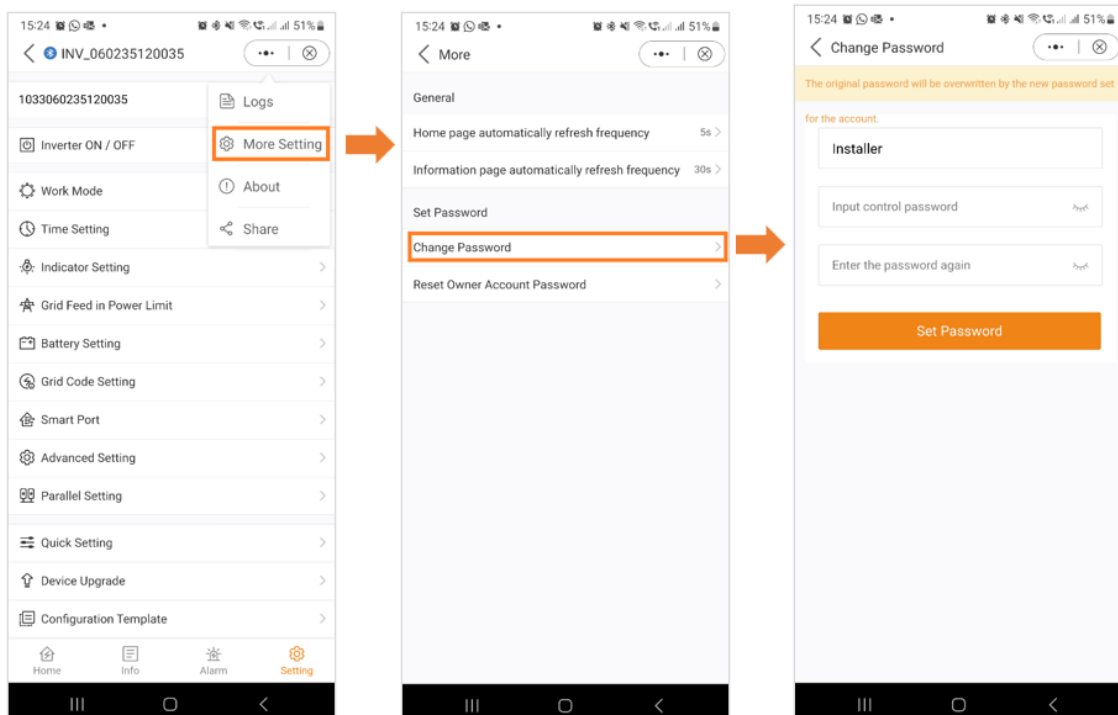 15:24
51%
INV_060235120035
1033060235120035
Logs
Inverter ON / OFF
More Setting
Work Mode
About
Time Setting
Share
Indicator Setting
Grid Feed in Power Limit
Battery Setting
Grid Code Setting
Smart Port
Advanced Setting
Parallel Setting
Quick Setting
Device Upgrade
Configuration Template
Home Info Alarm Setting
15:24
51%
More
General
Home page automatically refresh frequency 5s
Information page automatically refresh frequency 30s
Set Password
Change Password
Reset Owner Account Password
15:24
51%
Change Password
The original password will be overwritten by the new password set
for the account.
Installer
Input control password
Enter the password again
Set Password